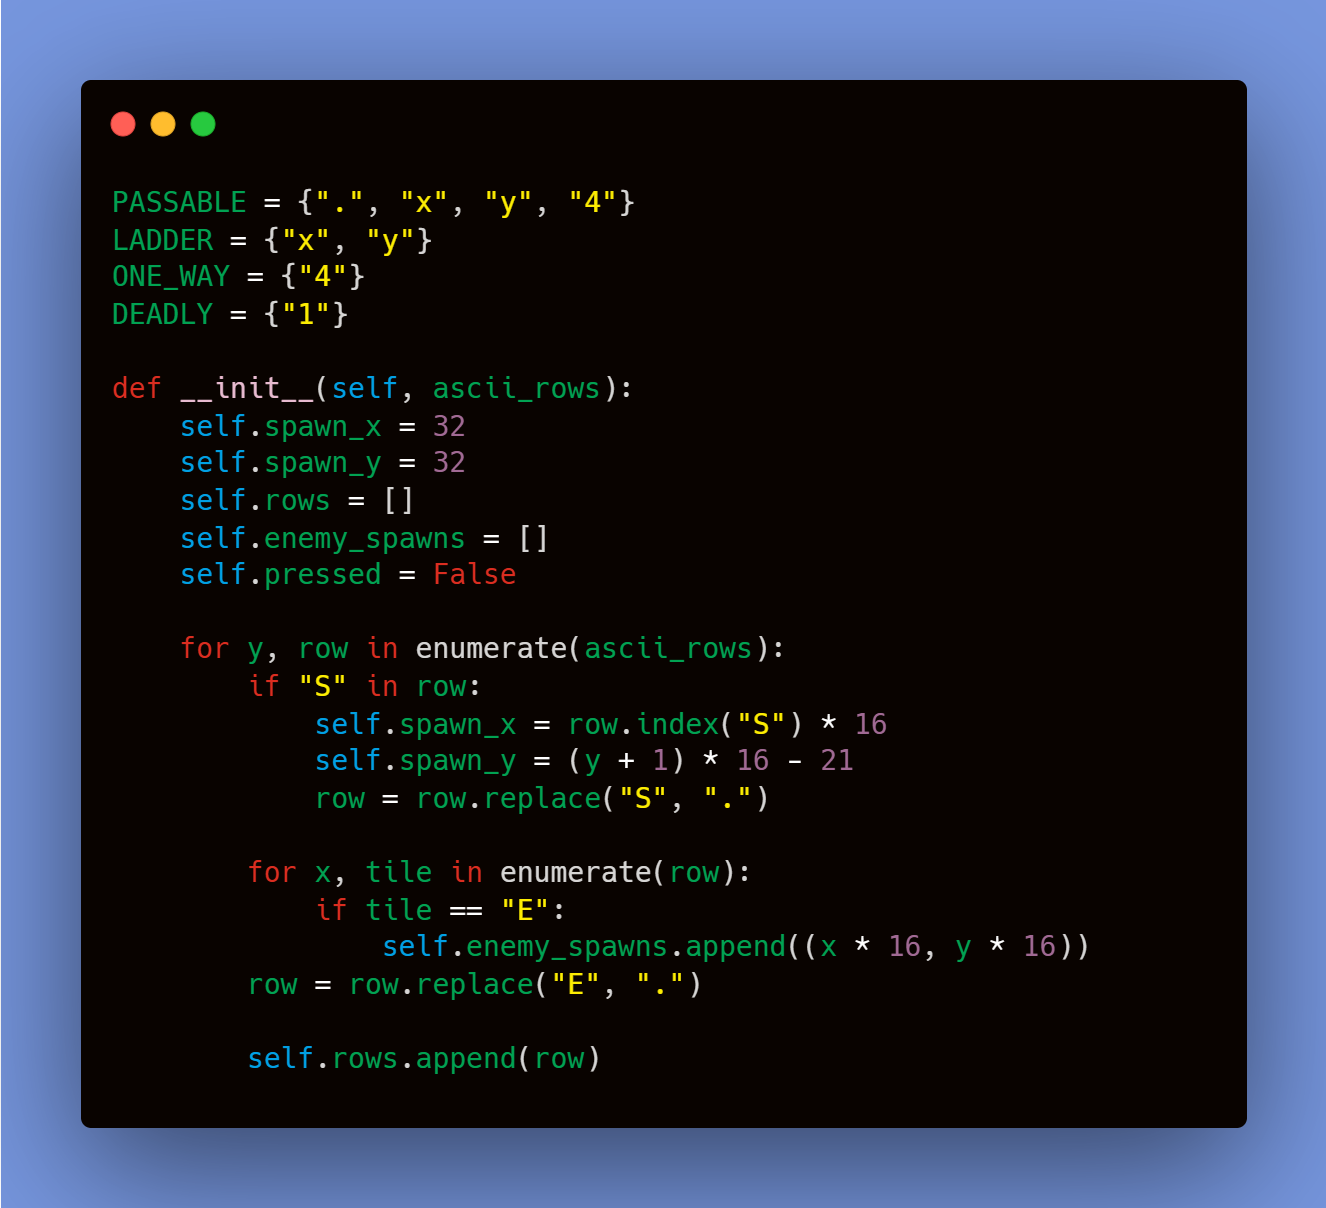 PASSABLE = {".", "x", "y", "4"}
LADDER = {"x", "y"}
ONE_WAY = {"4"}
DEADLY = {"1"}

def __init__(self, ascii_rows):
    self.spawn_x = 32
    self.spawn_y = 32
    self.rows = []
    self.enemy_spawns = []
    self.pressed = False

    for y, row in enumerate(ascii_rows):
        if "S" in row:
            self.spawn_x = row.index("S") * 16
            self.spawn_y = (y + 1) * 16 - 21
            row = row.replace("S", ".")

        for x, tile in enumerate(row):
            if tile == "E":
                self.enemy_spawns.append((x * 16, y * 16))
        row = row.replace("E", ".")

        self.rows.append(row)